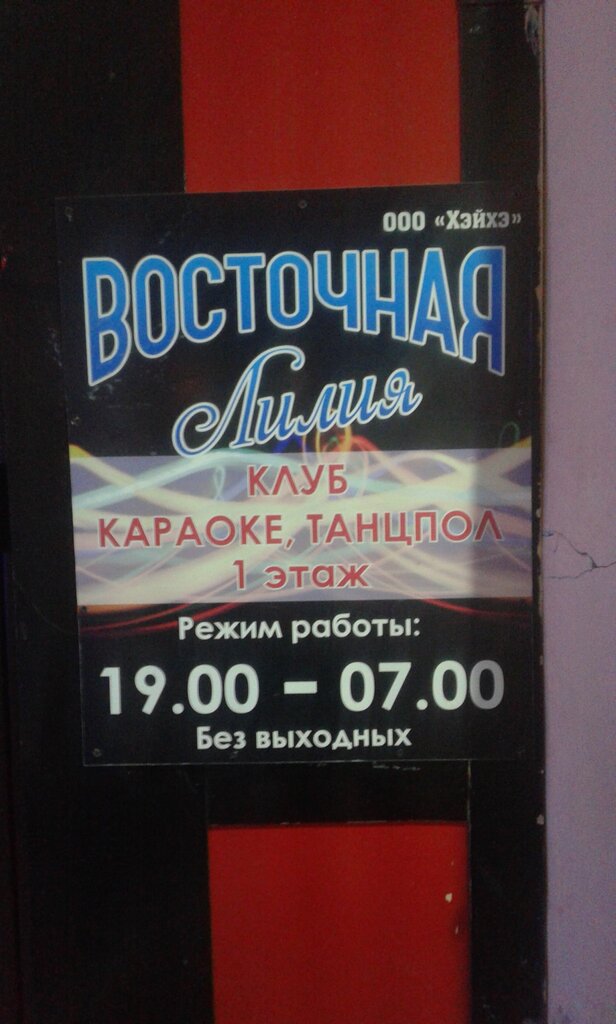 ООО «Хэйхэ»
ВОСТОЧНАЯ
Лилия
КЛУБ
КАРАОКЕ, ТАНЦПОЛ
1 этаж
Режим работы:
19.00 – 07.00
Без выходных